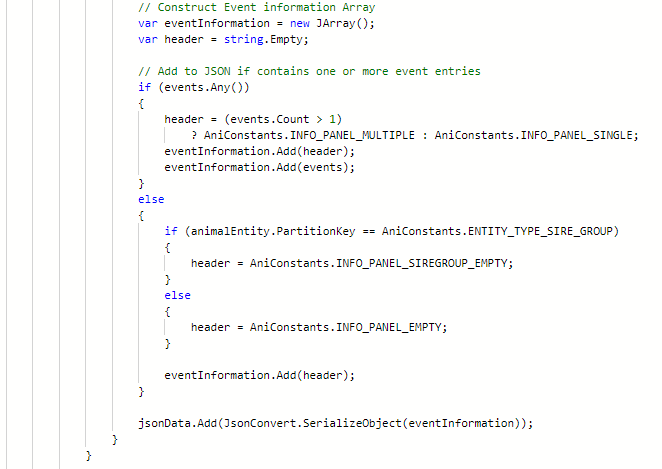 // Construct Event information Array
var eventInformation = new JArray();
var header = string.Empty;
// Add to JSON if contains one or more event entries
if (events.Any())
{
header = (events.Count > 1)
? AniConstants.INFO_PANEL_MULTIPLE : AniConstants.INFO_PANEL_SINGLE;
eventInformation.Add(header);
eventInformation.Add(events);
}
else
{
if (animalEntity.PartitionKey == AniConstants.ENTITY_TYPE_SIRE_GROUP)
{
header = AniConstants.INFO_PANEL_SIREGROUP_EMPTY;
}
else
{
header = AniConstants.INFO_PANEL_EMPTY;
}
eventInformation.Add(header);
}
jsonData.Add(JsonConvert.SerializeObject(eventInformation));
}
}